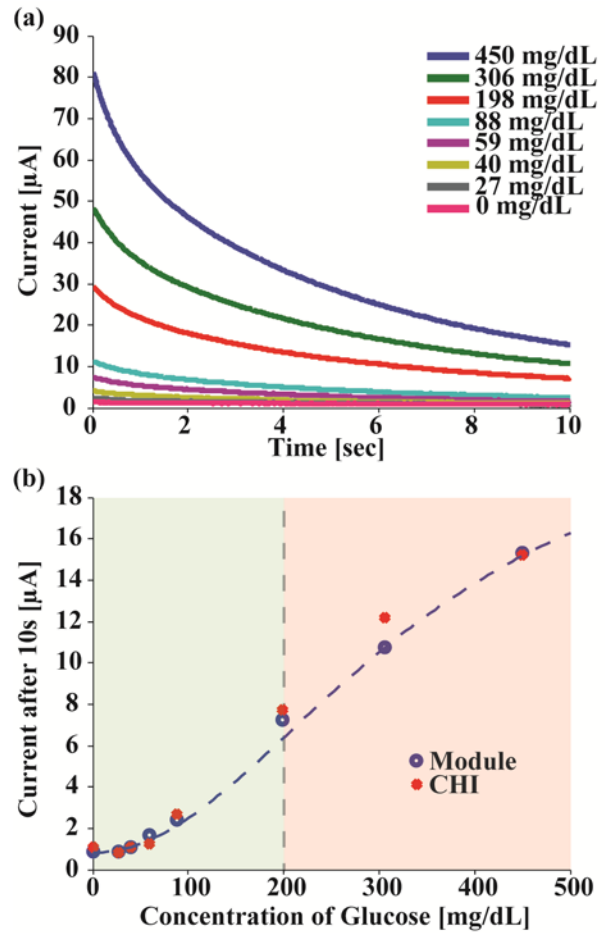 (a)
90
80
70
60
50
40
30
20
10
0
Current [µA]
450 mg/dL
306 mg/dL
198 mg/dL
88 mg/dL
59 mg/dL
40 mg/dL
27 mg/dL
0 mg/dL
0 2 4 6 8 10
Time [sec]
(b)
18
16
14
12
10
8
6
4
2
0
Current after 10s [µA]
Module
CHI
0 100 200 300 400 500
Concentration of Glucose [mg/dL]